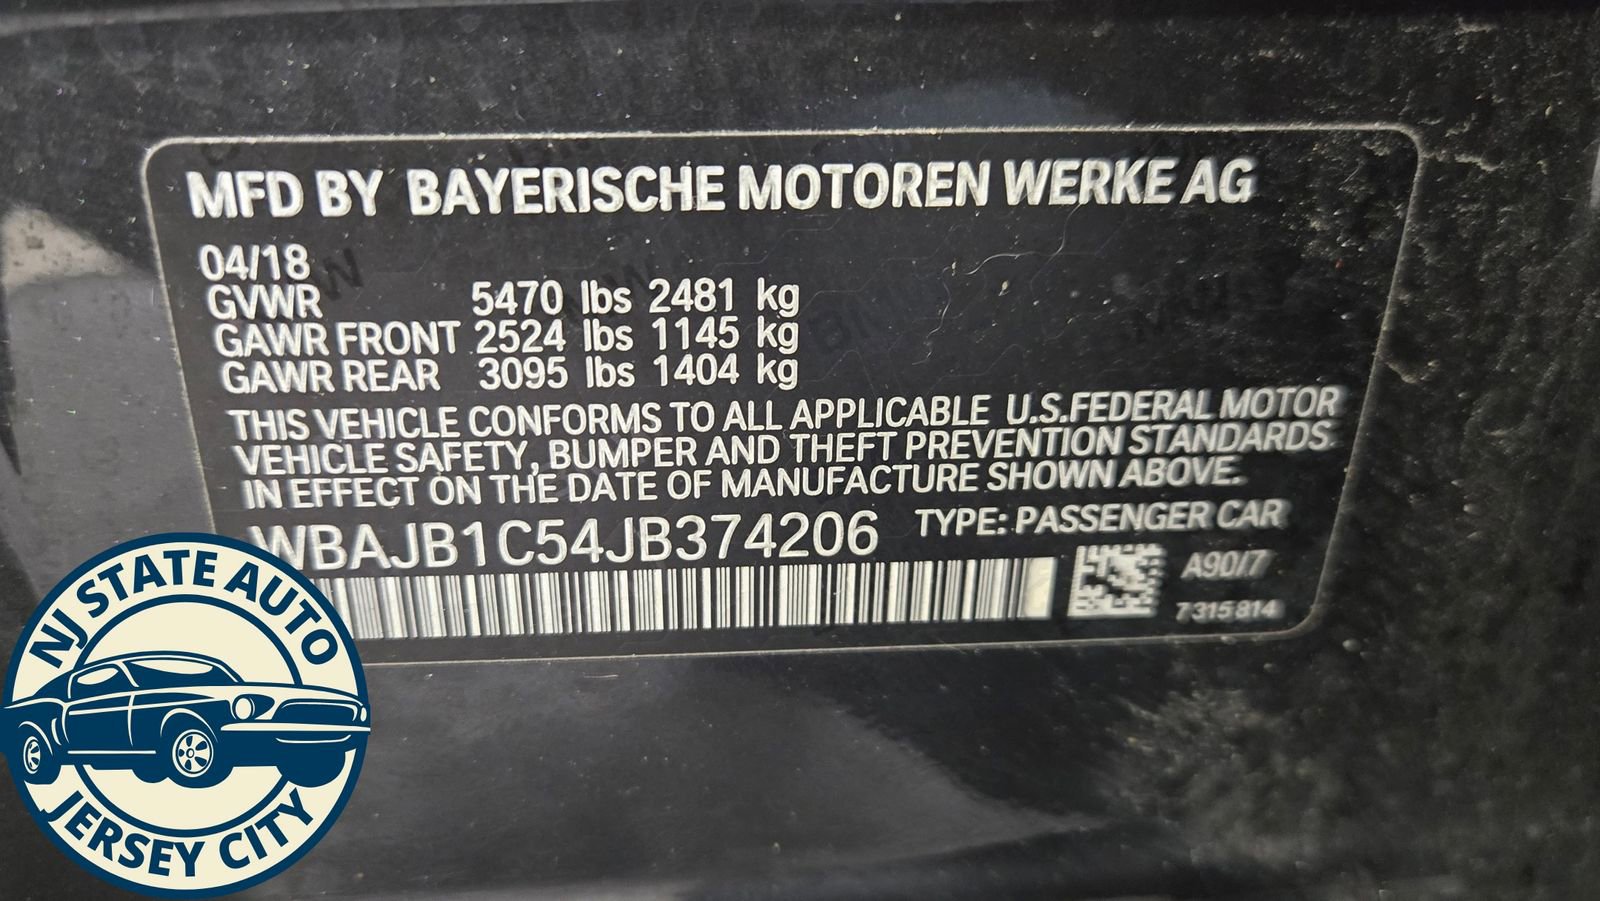 MFD BY BAYERISCHE MOTOREN WERKE AG
04/18
GVWR 5470 lbs 2481 kg
GAWR FRONT 2524 lbs 1145 kg
GAWR REAR 3095 lbs 1404 kg
THIS VEHICLE CONFORMS TO ALL APPLICABLE U.S.FEDERAL MOTOR
VEHICLE SAFETY, BUMPER AND THEFT PREVENTION STANDARDS
IN EFFECT ON THE DATE OF MANUFACTURE SHOWN ABOVE.
WBAJB1C54JB374206 TYPE: PASSENGER CAR
A90/7
7315814
NJ STATE AUTO
JERSEY CITY